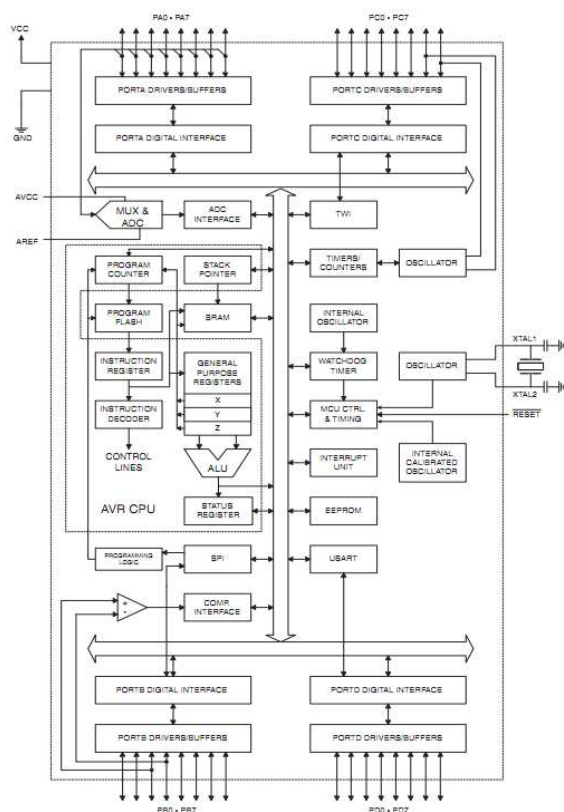 PA0 - PA7
PC0 - PC7
VCC
GND
PORTA DRIVERS/BUFFERS
PORTC DRIVERS/BUFFERS
PORTA DIGITAL INTERFACE
PORTC DIGITAL INTERFACE
AVCC
AREF
MUX &
ADC
ADC
INTERFACE
TWI
PROGRAM
COUNTER
STACK
POINTER
TIMERS/
COUNTERS
OSCILLATOR
PROGRAM
FLASH
SRAM
INTERNAL
OSCILLATOR
INSTRUCTION
REGISTER
GENERAL
PURPOSE
REGISTERS
X
Y
Z
WATCHDOG
TIMER
OSCILLATOR
XTAL1
XTAL2
INSTRUCTION
DECODER
MCU CTRL.
& TIMING
RESET
CONTROL
LINES
ALU
INTERRUPT
UNIT
INTERNAL
CALIBRATED
OSCILLATOR
AVR CPU
STATUS
REGISTER
EEPROM
PROGRAMMING
LOGIC
SPI
USART
+
-
COMP.
INTERFACE
PORTB DIGITAL INTERFACE
PORTD DIGITAL INTERFACE
PORTB DRIVERS/BUFFERS
PORTD DRIVERS/BUFFERS
PB0 - PB7
PD0 - PD7